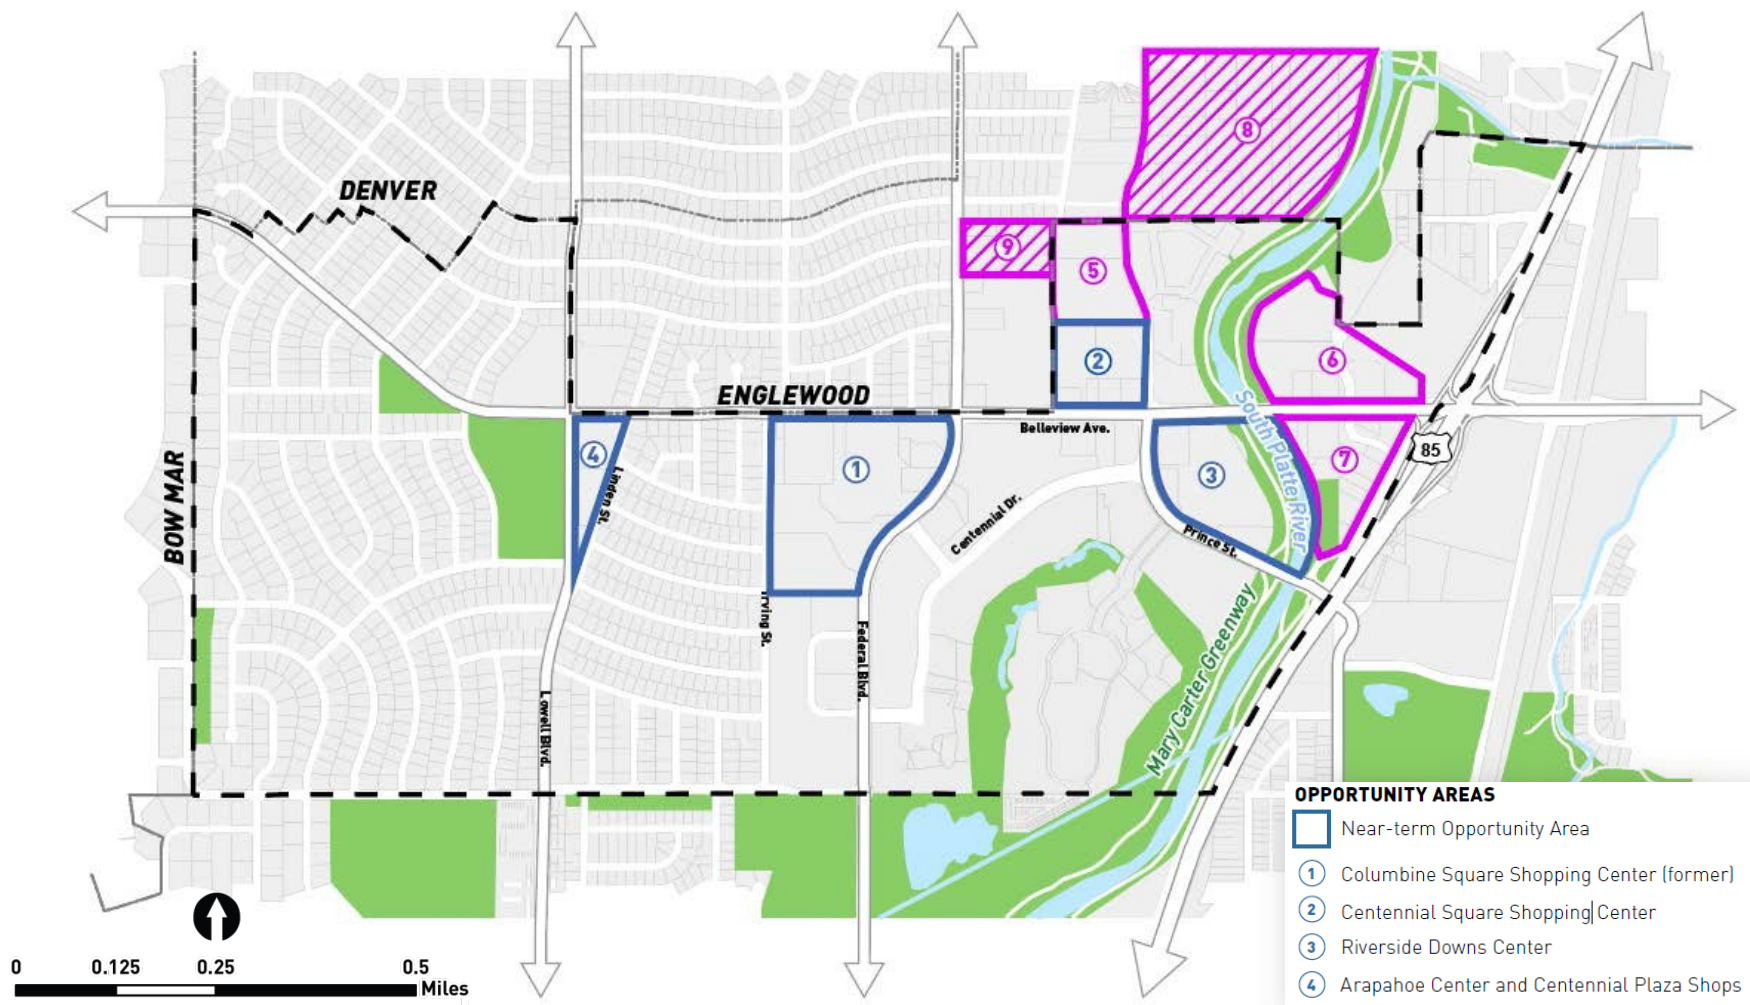 DENVER
8
9
5
2
6
ENGLEWOOD
Belleview Ave.
South Platte River
85
4
Linden St.
1
3
7
BOW MAR
Centennial Dr.
Prince St.
Irving St.
Federal Blvd.
Lowell Blvd.
Mary Carter Greenway
0 0.125 0.25 0.5
Miles
OPPORTUNITY AREAS
Near-term Opportunity Area
1 Columbine Square Shopping Center (former)
2 Centennial Square Shopping Center
3 Riverside Downs Center
4 Arapahoe Center and Centennial Plaza Shops